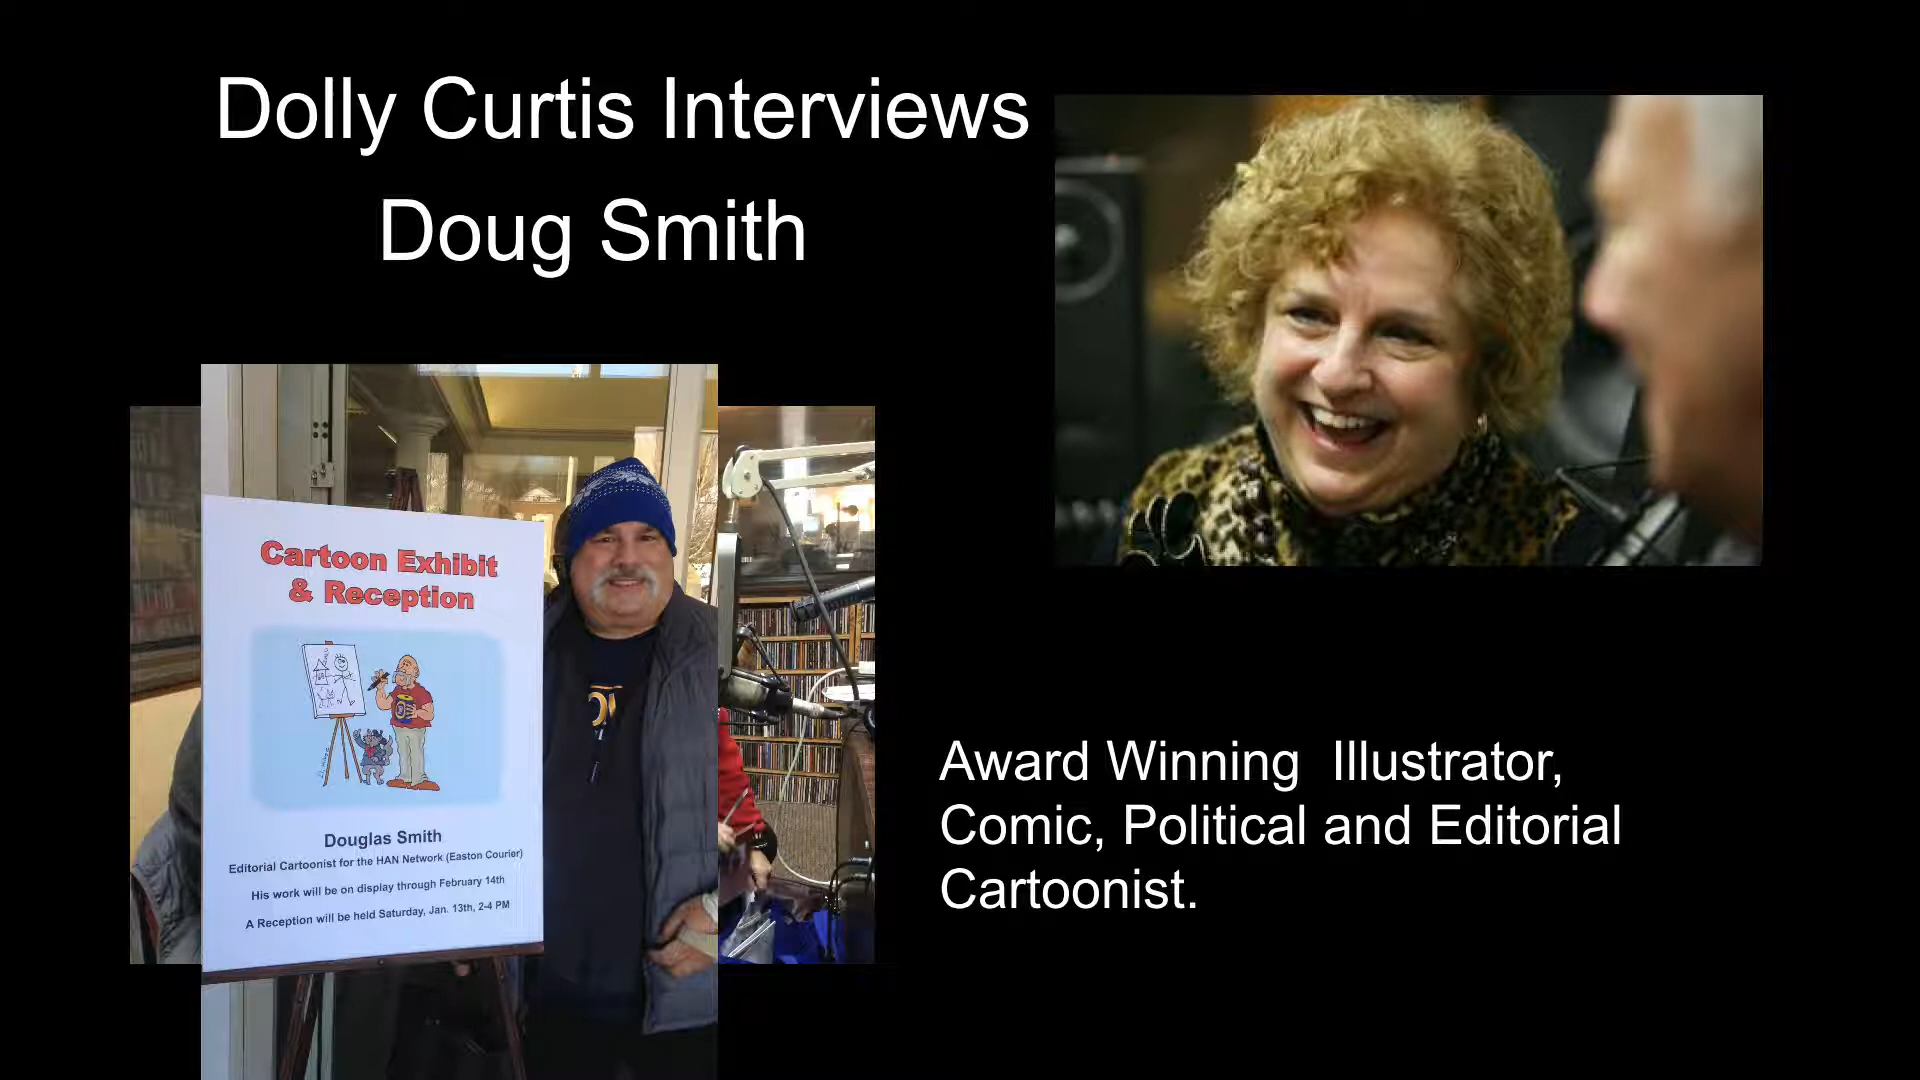 Dolly Curtis Interviews
Doug Smith
Cartoon Exhibit
& Reception
Douglas Smith
Editorial Cartoonist for the HAN Network (Easton Courier)
His work will be on display through February 14th
A Reception will be held Saturday, Jan. 13th, 2-4 PM
Award Winning  Illustrator,
Comic, Political and Editorial
Cartoonist.